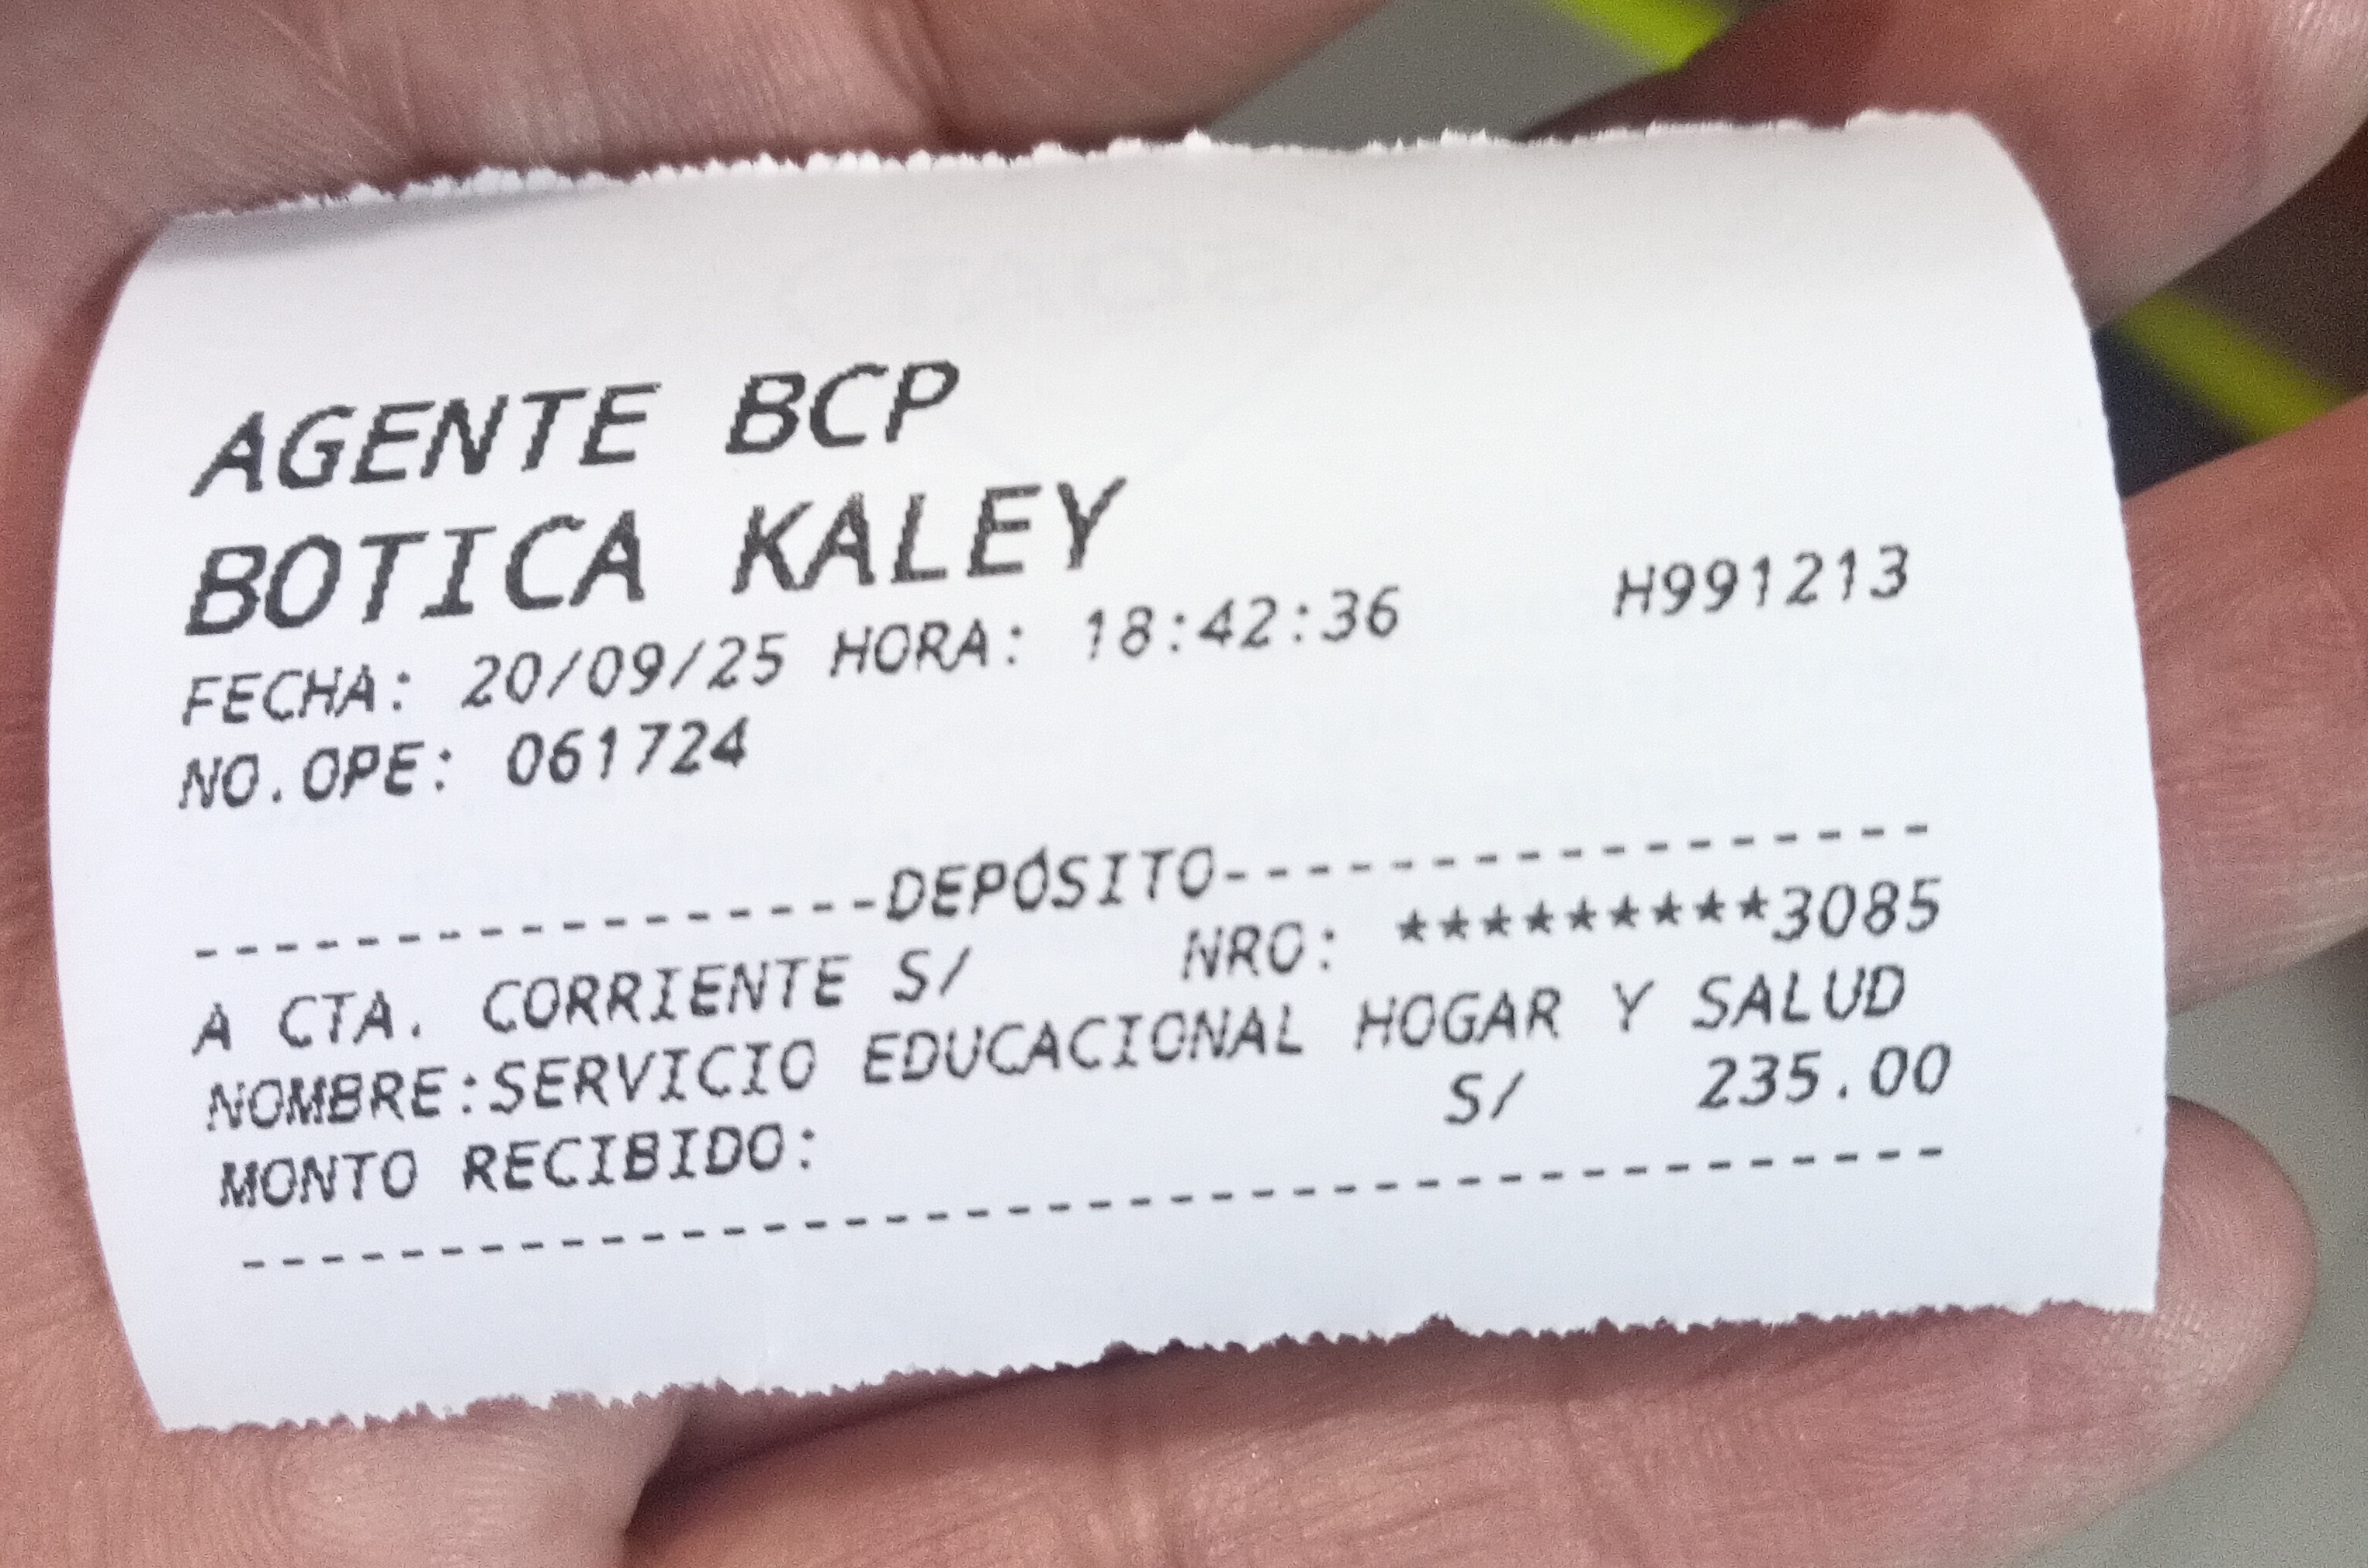 AGENTE BCP
BOTICA KALEY
FECHA: 20/09/25 HORA: 18:42:36 H991213
NO.OPE: 061724
-----------------DEPÓSITO------------------
A CTA. CORRIENTE S/ NRO: *********3085
NOMBRE:SERVICIO EDUCACIONAL HOGAR Y SALUD
MONTO RECIBIDO: S/ 235.00
------------------------------------------